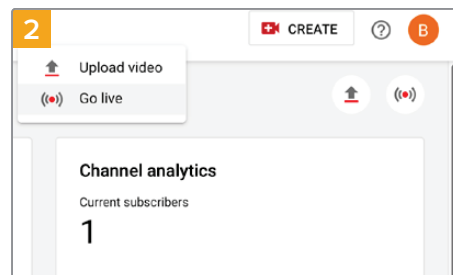 2
CREATE
B
Upload video
Go live
Channel analytics
Current subscribers
1